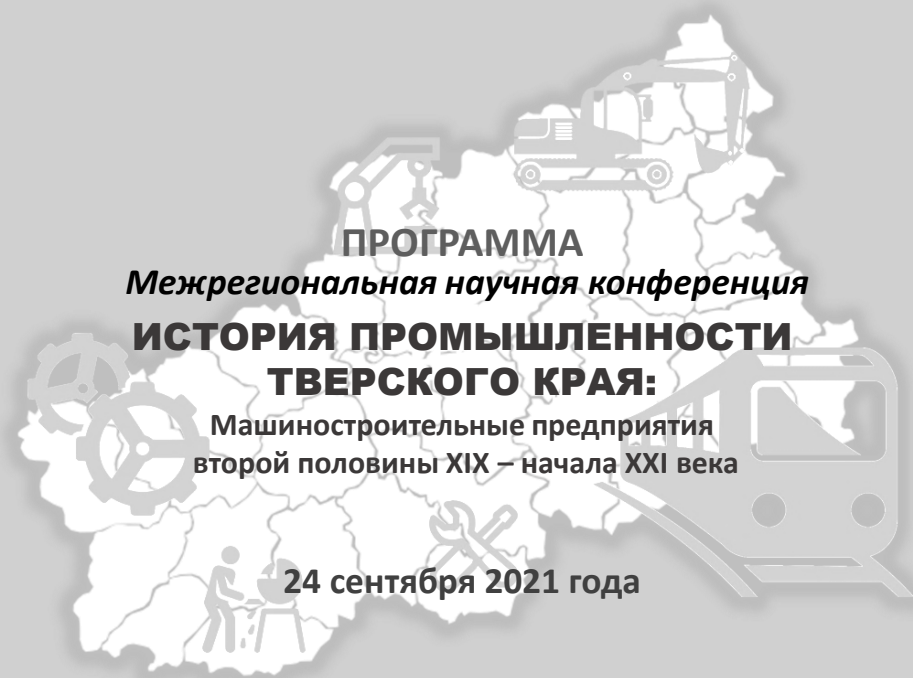 ПРОГРАММА
Межрегиональная научная конференция
ИСТОРИЯ ПРОМЫШЛЕННОСТИ
ТВЕРСКОГО КРАЯ:
Машиностроительные предприятия
второй половины XIX – начала XXI века
24 сентября 2021 года